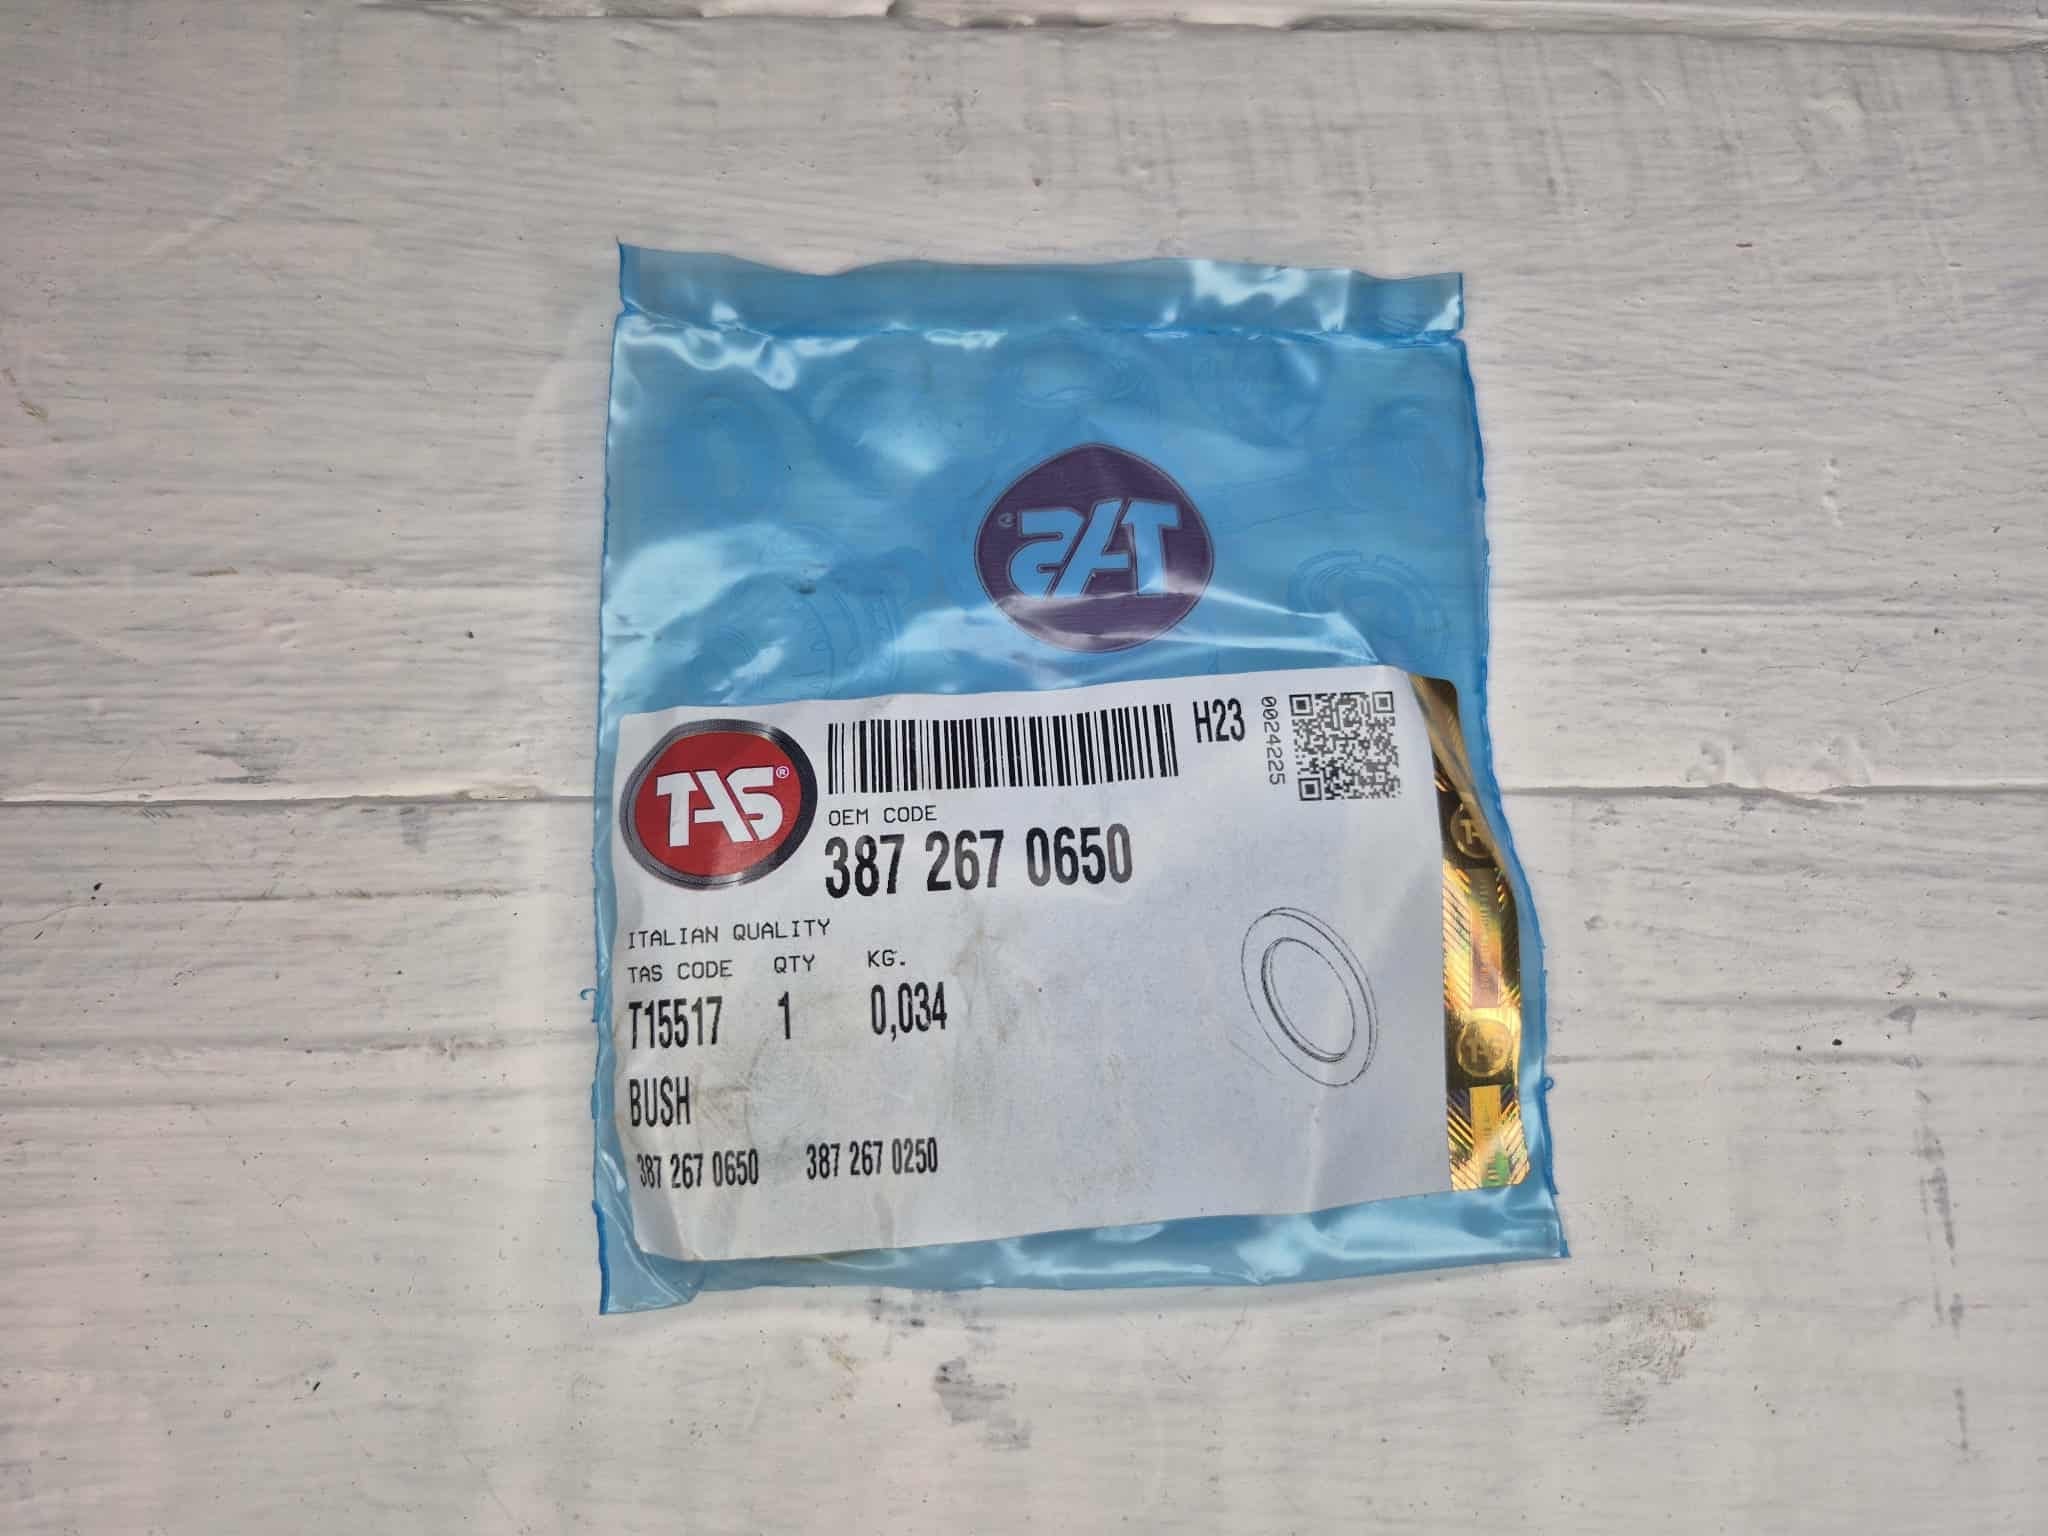 TAS
TAS®
H23
0024225
OEM CODE
387 267 0650
ITALIAN QUALITY
TAS CODE QTY KG.
T15517 1 0,034
BUSH
387 267 0650 387 267 0250
TAS